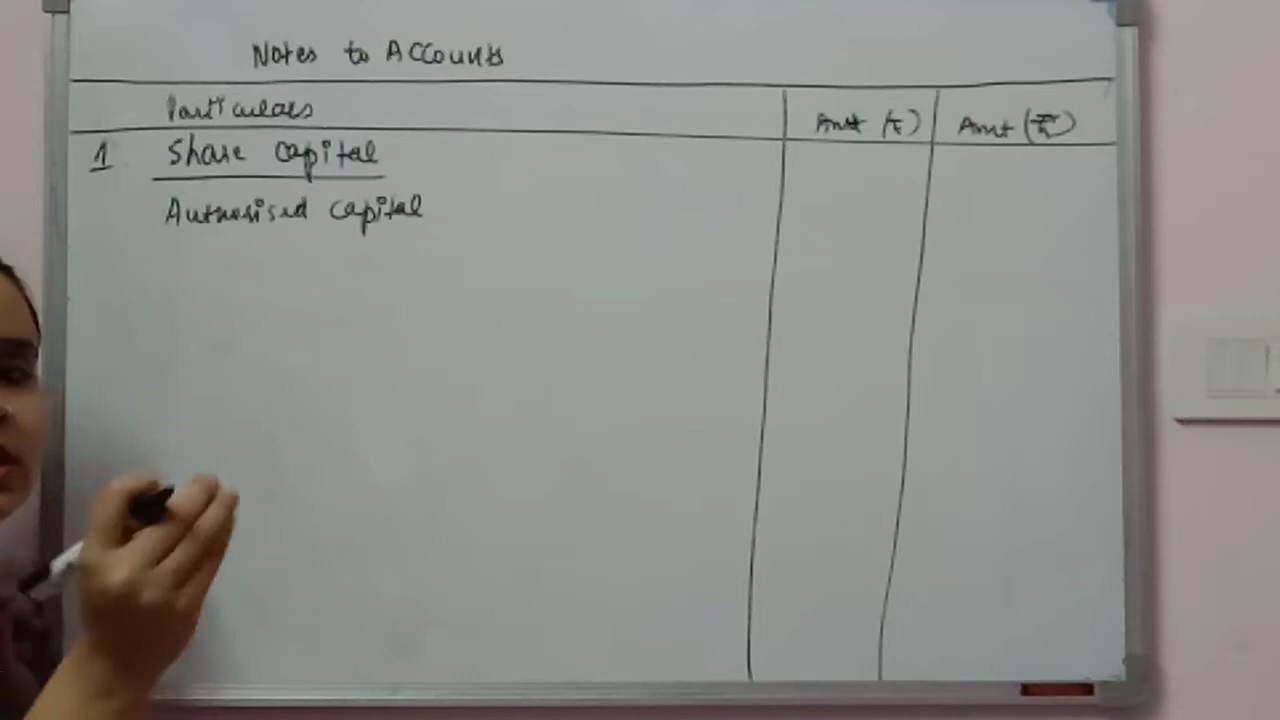 Notes to Accounts
Particulars Amt (₹) Amt (₹)
1 Share capital
Authorised capital